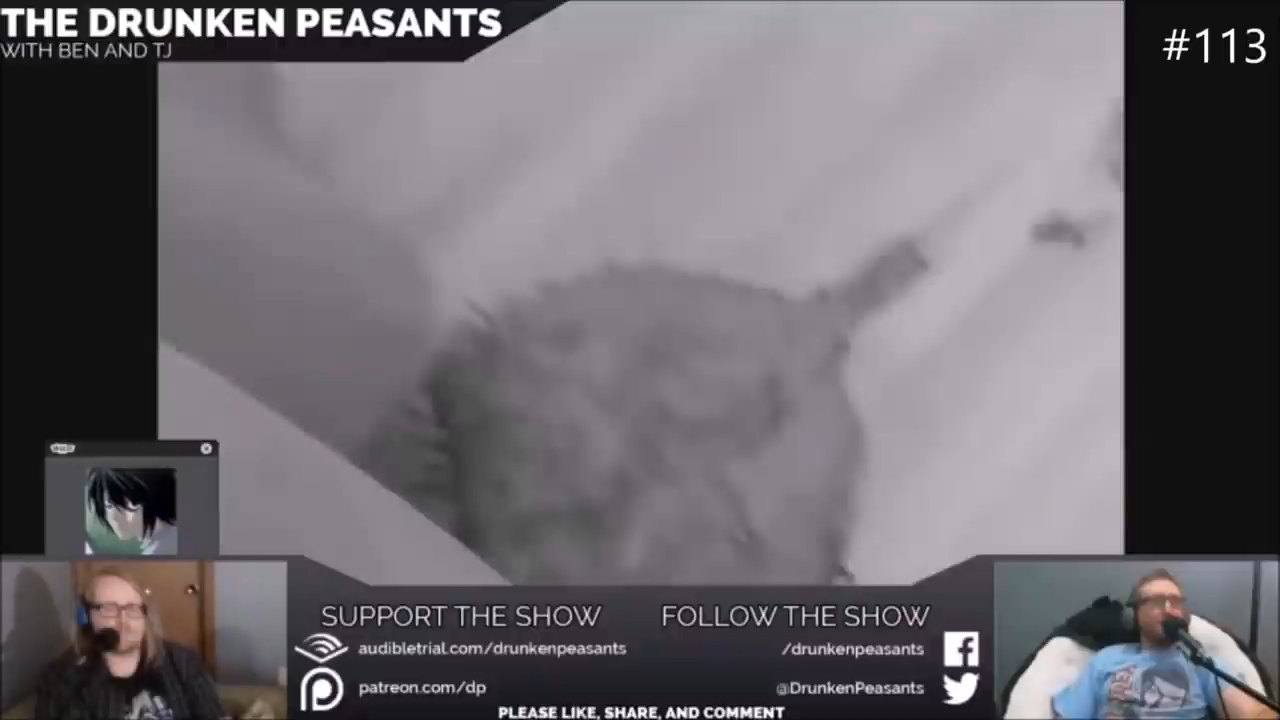 THE DRUNKEN PEASANTS
WITH BEN AND TJ
#113
SUPPORT THE SHOW
audibletrial.com/drunkenpeasants
patreon.com/dp
FOLLOW THE SHOW
/drunkenpeasants
@DrunkenPeasants
PLEASE LIKE, SHARE, AND COMMENT